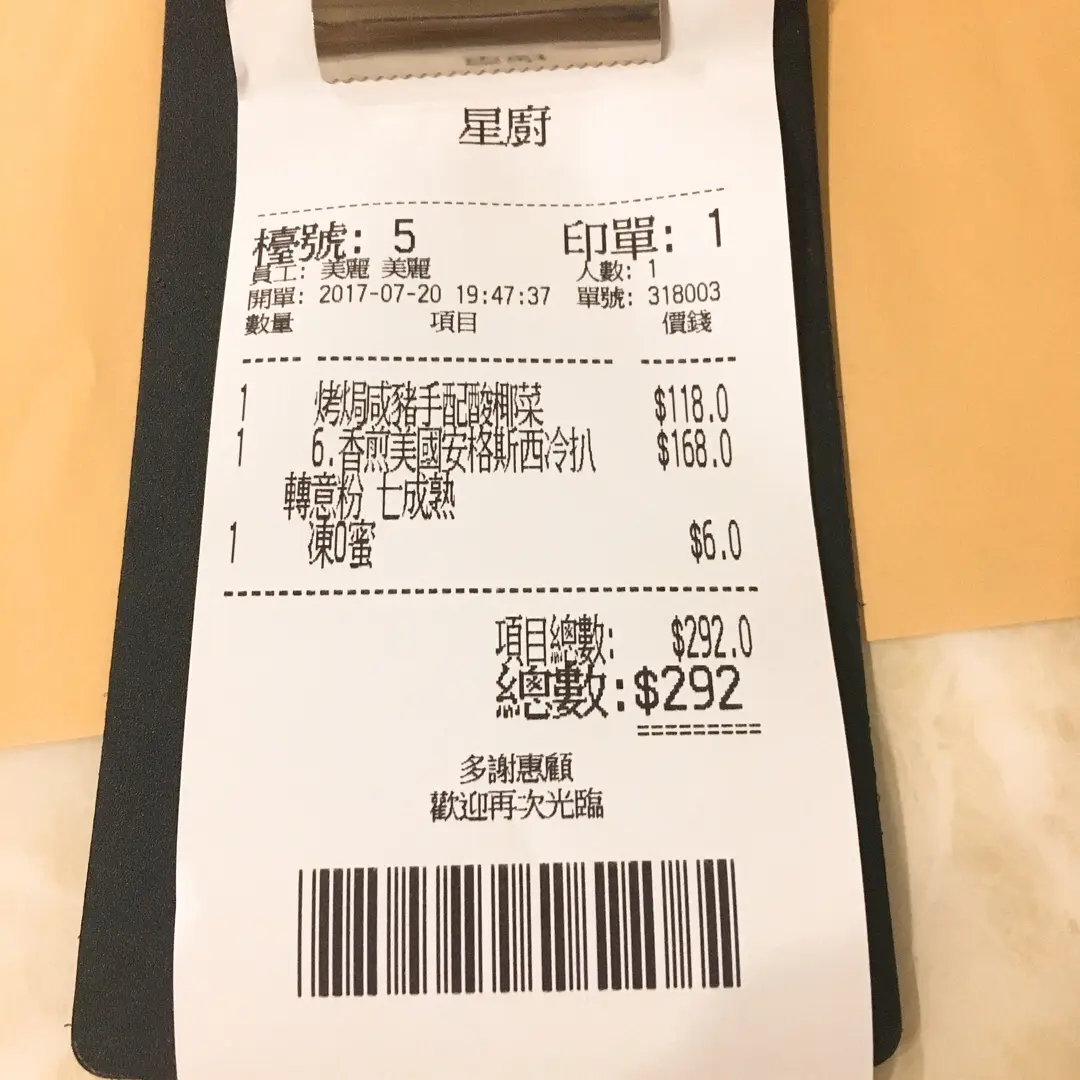 星廚
檯號: 5 印單: 1
員工: 美麗 美麗 人數: 1
開單: 2017-07-20 19:47:37 單號: 318003
數量 項目 價錢
1 烤焗咸豬手配酸椰菜 $118.0
1 6.香煎美國安格斯西冷扒 $168.0
轉意粉 七成熟
1 凍0蜜 $6.0
項目總數: $292.0
總數:$292
多謝惠顧
歡迎再次光臨